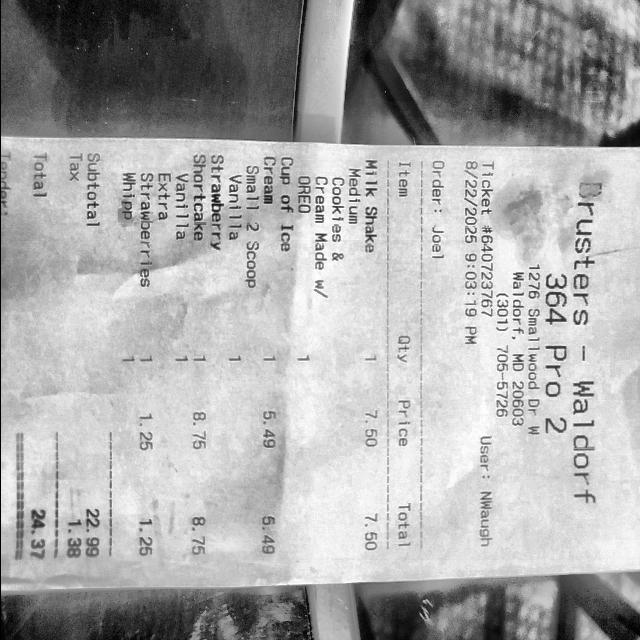 Brusters - Waldorf
364 Pro 2
1276 Smallwood Dr W
Waldorf, MD 20603
(301) 705-5726
Ticket #640723767 User: NWaugh
8/22/2025 9:03:19 PM
Order: Joel
Item Qty Price Total
Milk Shake 1 7.50 7.50
Medium
Cookies &
Cream Made w/
OREO 1
Cup of Ice
Cream 5.49 5.49
Small 2 Scoop
Vanilla 1
Strawberry
Shortcake 1 8.75 8.75
Vanilla 1
Extra
Strawberries 1 1.25 1.25
Whipp 1
Subtotal 22.99
Tax 1.38
Total 24.37